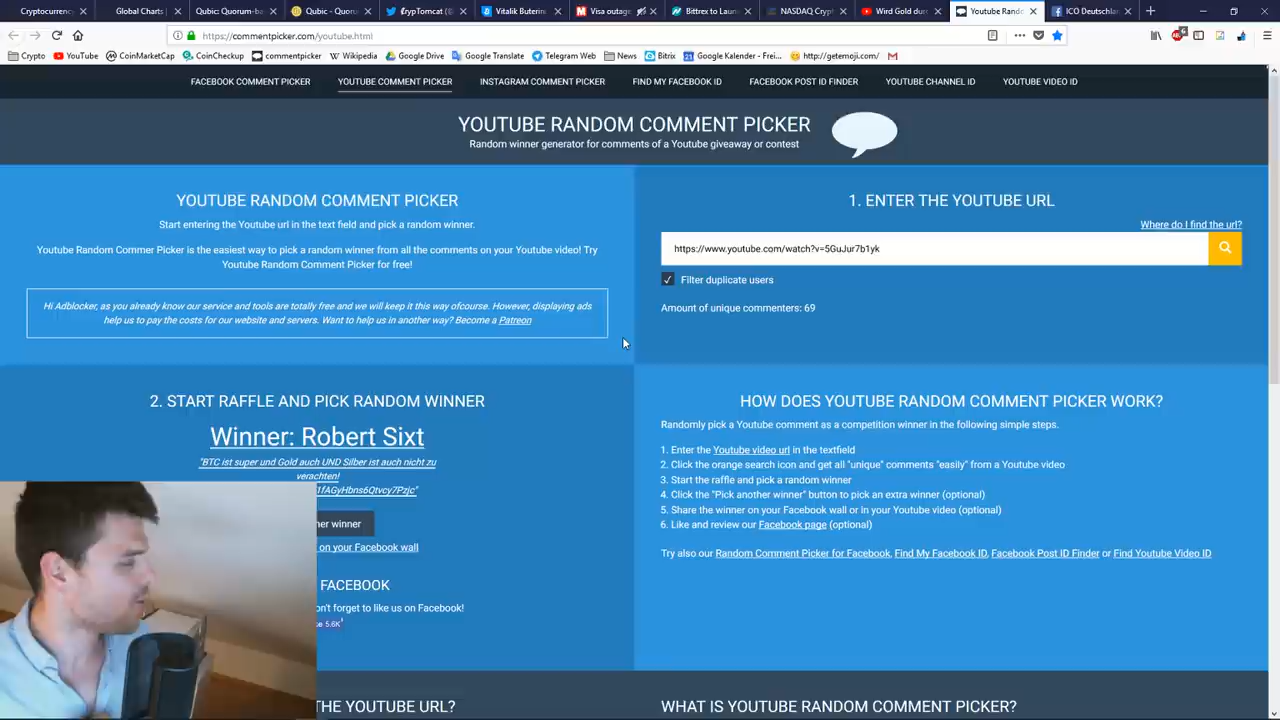 Cryptocurrency
Global Charts
Qubic: Quorum-ba
Qubic - Quona
CrypTomcat (@
Vitalik Buterin
Visa outage
Bittrex to Laun
NASDAQ Crypt
Wird Gold durc
Youtube Rando
ICO Deutschlan
https://commentpicker.com/youtube.html
Crypto
YouTube
CoinMarketCap
CoinCheckup
commentpicker
Wikipedia
Google Drive
Google Translate
Telegram Web
News
Bitrix
Google Kalender - Frei...
http://getemoji.com/
FACEBOOK COMMENT PICKER
YOUTUBE COMMENT PICKER
INSTAGRAM COMMENT PICKER
FIND MY FACEBOOK ID
FACEBOOK POST ID FINDER
YOUTUBE CHANNEL ID
YOUTUBE VIDEO ID
YOUTUBE RANDOM COMMENT PICKER
Random winner generator for comments of a Youtube giveaway or contest
YOUTUBE RANDOM COMMENT PICKER
Start entering the Youtube url in the text field and pick a random winner.
Youtube Random Commer Picker is the easiest way to pick a random winner from all the comments on your Youtube video! Try
Youtube Random Comment Picker for free!
Hi Adblocker, as you already know our service and tools are totally free and we will keep it this way ofcourse. However, displaying ads
help us to pay the costs for our website and servers. Want to help us in another way? Become a Patreon
1. ENTER THE YOUTUBE URL
Where do I find the url?
https://www.youtube.com/watch?v=5GuJur7b1yk
Filter duplicate users
Amount of unique commenters: 69
2. START RAFFLE AND PICK RANDOM WINNER
Winner: Robert Sixt
"BTC ist super und Gold auch UND Silber ist auch nicht zu
verachten!
1fAGyHbns6Qtvcy7Pzjc"
her winner
on your Facebook wall
FACEBOOK
on't forget to like us on Facebook!
5.6K
HOW DOES YOUTUBE RANDOM COMMENT PICKER WORK?
Randomly pick a Youtube comment as a competition winner in the following simple steps.
1. Enter the Youtube video url in the textfield
2. Click the orange search icon and get all "unique" comments "easily" from a Youtube video
3. Start the raffle and pick a random winner
4. Click the "Pick another winner" button to pick an extra winner (optional)
5. Share the winner on your Facebook wall or in your Youtube video (optional)
6. Like and review our Facebook page (optional)
Try also our Random Comment Picker for Facebook, Find My Facebook ID, Facebook Post ID Finder or Find Youtube Video ID
THE YOUTUBE URL?
WHAT IS YOUTUBE RANDOM COMMENT PICKER?